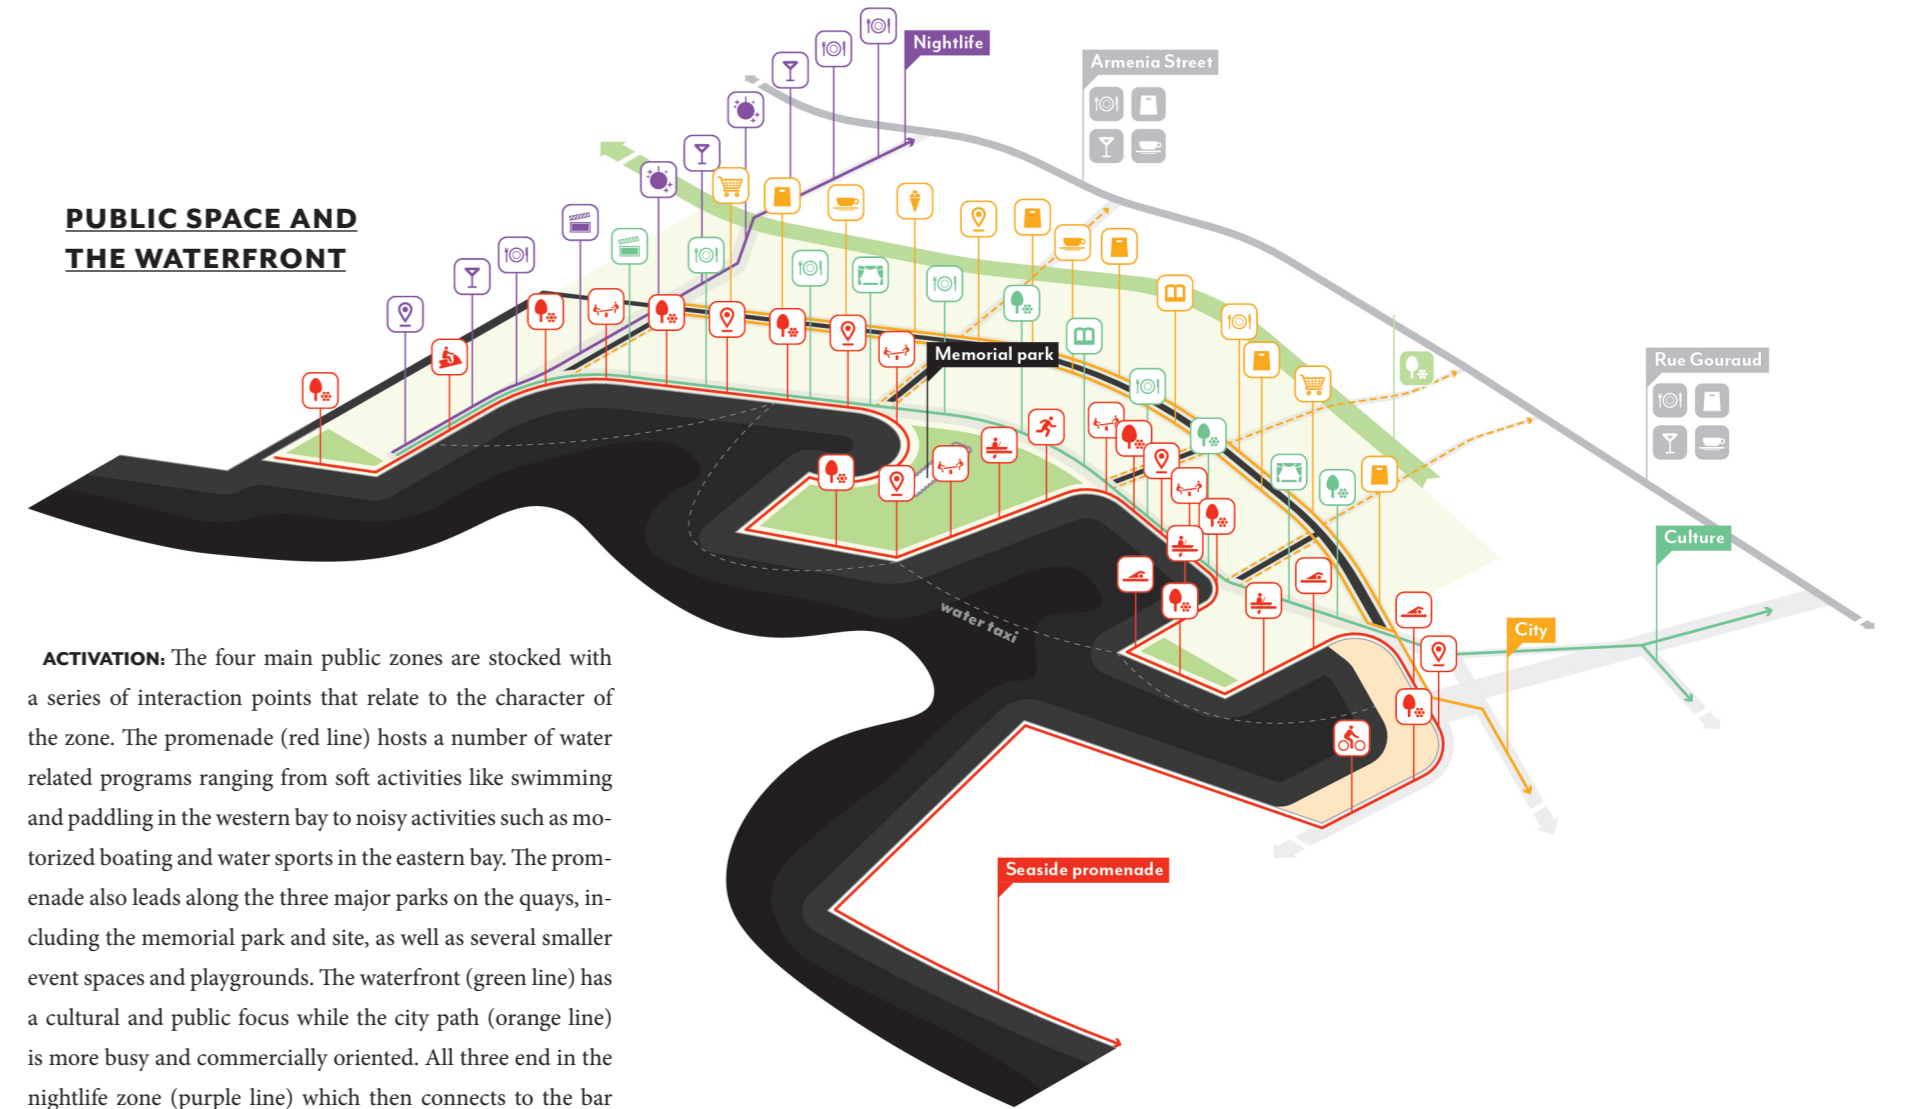 Nightlife
Armenia Street
PUBLIC SPACE AND
THE WATERFRONT
Memorial park
Rue Gouraud
Culture
water taxi
City
ACTIVATION: The four main public zones are stocked with
a series of interaction points that relate to the character of
the zone. The promenade (red line) hosts a number of water
related programs ranging from soft activities like swimming
and paddling in the western bay to noisy activities such as mo-
torized boating and water sports in the eastern bay. The prom-
enade also leads along the three major parks on the quays, in-
cluding the memorial park and site, as well as several smaller
event spaces and playgrounds. The waterfront (green line) has
a cultural and public focus while the city path (orange line)
is more busy and commercially oriented. All three end in the
nightlife zone (purple line) which then connects to the bar
Seaside promenade